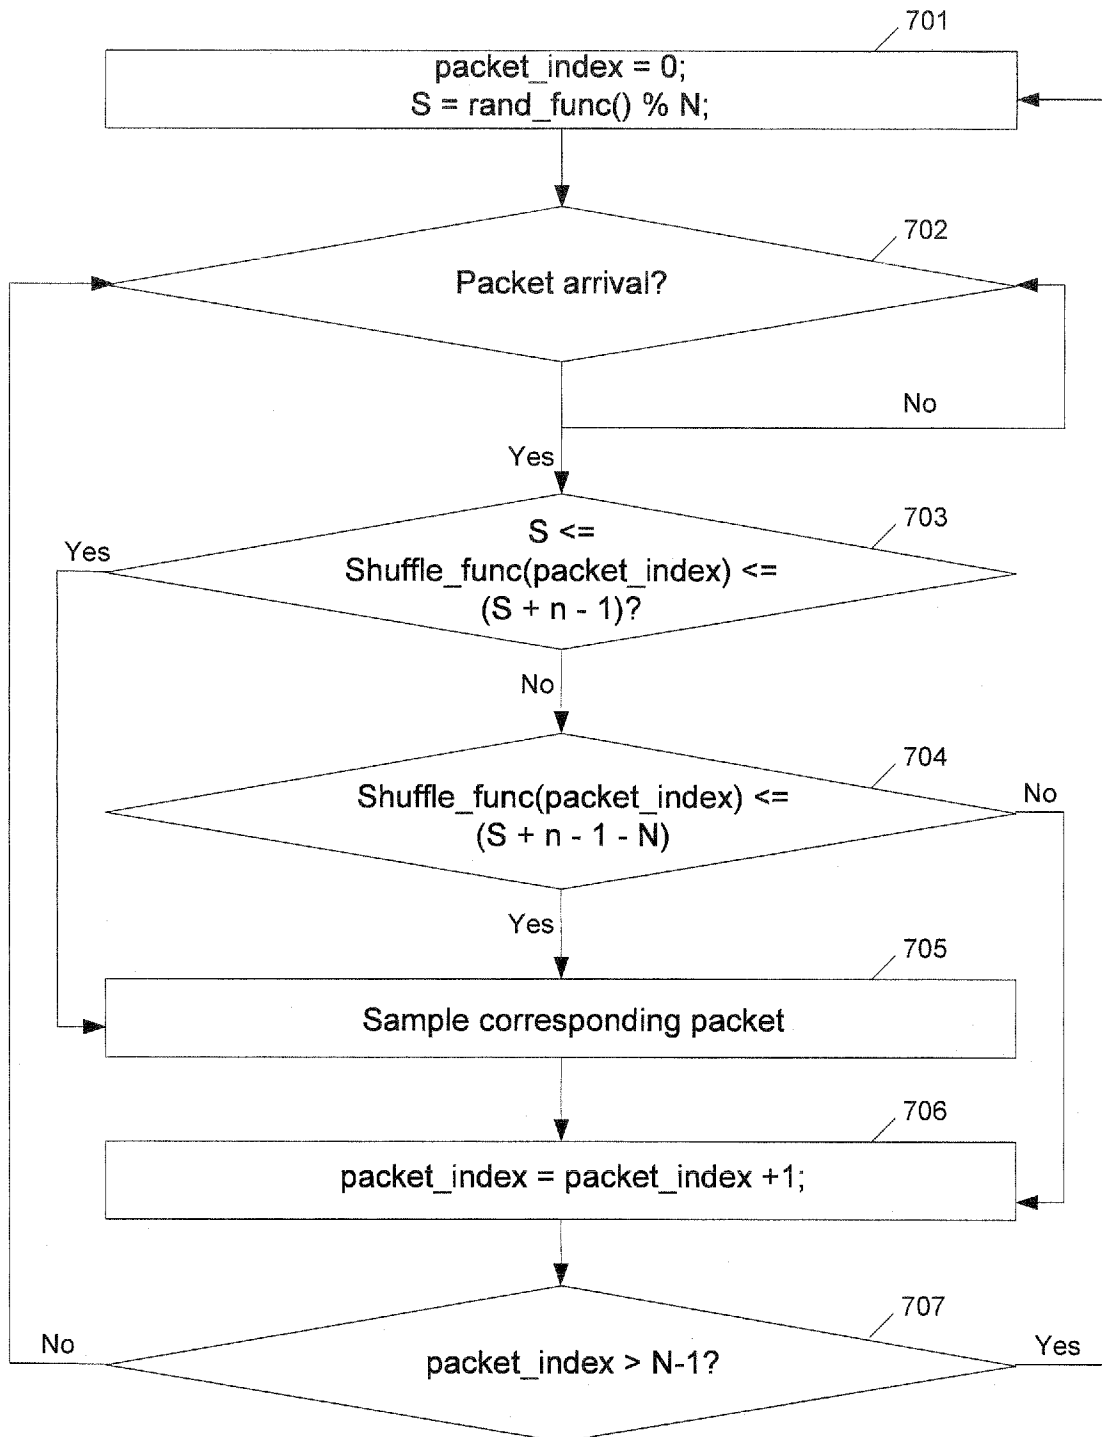 701
packet_index = 0;
S = rand_func() % N;
702
Packet arrival?
No
Yes
703
Yes
S <=
Shuffle_func(packet_index) <=
(S + n - 1)?
No
704
Shuffle_func(packet_index) <=
(S + n - 1 - N)
No
Yes
705
Sample corresponding packet
706
packet_index = packet_index +1;
707
No
packet_index > N-1?
Yes